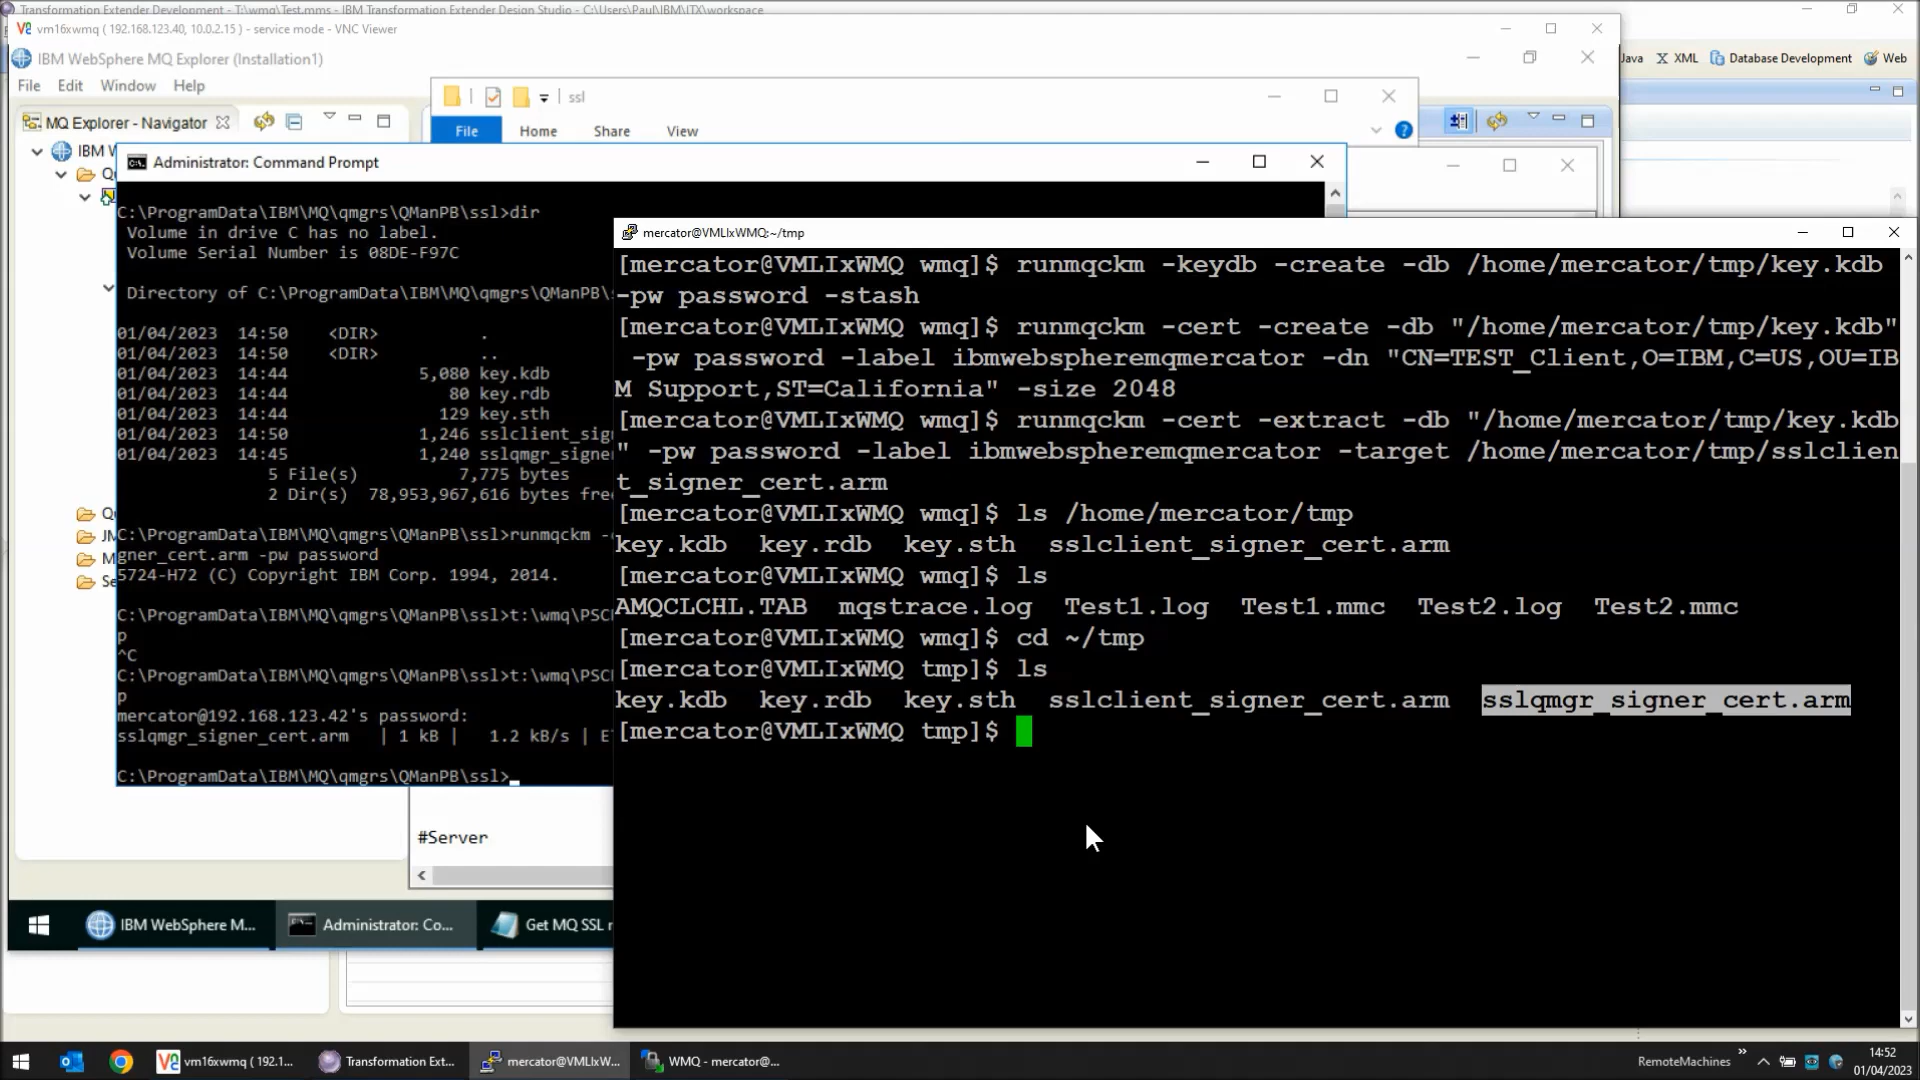 Transformation Extender Development - T:\wmq\Test.mms - IBM Transformation Extender Design Studio - C:\Users\Paul\IBM\ITX\workspace
vm16xwmq ( 192.168.123.40, 10.0.2.15 ) - service mode - VNC Viewer
IBM WebSphere MQ Explorer (Installation1)
Java XML Database Development Web
File Edit Window Help
ssl
MQ Explorer - Navigator
File Home Share View
IBM W
Administrator: Command Prompt
C:\ProgramData\IBM\MQ\qmgrs\QManPB\ssl>dir
Volume in drive C has no label.
Volume Serial Number is 08DE-F97C
Directory of C:\ProgramData\IBM\MQ\qmgrs\QManPB\s
01/04/2023 14:50 <DIR> .
01/04/2023 14:50 <DIR> ..
01/04/2023 14:44 5,080 key.kdb
01/04/2023 14:44 80 key.rdb
01/04/2023 14:44 129 key.sth
01/04/2023 14:50 1,246 sslclient_sig
01/04/2023 14:45 1,240 sslqmgr_signe
5 File(s) 7,775 bytes
2 Dir(s) 78,953,967,616 bytes fre
C:\ProgramData\IBM\MQ\qmgrs\QManPB\ssl>runmqckm -
gner_cert.arm -pw password
5724-H72 (C) Copyright IBM Corp. 1994, 2014.
C:\ProgramData\IBM\MQ\qmgrs\QManPB\ssl>t:\wmq\PSC
p
^C
C:\ProgramData\IBM\MQ\qmgrs\QManPB\ssl>t:\wmq\PSC
p
mercator@192.168.123.42's password:
sslqmgr_signer_cert.arm | 1 kB | 1.2 kB/s | E
C:\ProgramData\IBM\MQ\qmgrs\QManPB\ssl>
#Server
mercator@VMLIxWMQ:~/tmp
[mercator@VMLIxWMQ wmq]$ runmqckm -keydb -create -db /home/mercator/tmp/key.kdb
-pw password -stash
[mercator@VMLIxWMQ wmq]$ runmqckm -cert -create -db "/home/mercator/tmp/key.kdb"
-pw password -label ibmwebspheremqmercator -dn "CN=TEST_Client,O=IBM,C=US,OU=IB
M Support,ST=California" -size 2048
[mercator@VMLIxWMQ wmq]$ runmqckm -cert -extract -db "/home/mercator/tmp/key.kdb
" -pw password -label ibmwebspheremqmercator -target /home/mercator/tmp/sslclien
t_signer_cert.arm
[mercator@VMLIxWMQ wmq]$ ls /home/mercator/tmp
key.kdb key.rdb key.sth sslclient_signer_cert.arm
[mercator@VMLIxWMQ wmq]$ ls
AMQCLCHL.TAB mqstrace.log Test1.log Test1.mmc Test2.log Test2.mmc
[mercator@VMLIxWMQ wmq]$ cd ~/tmp
[mercator@VMLIxWMQ tmp]$ ls
key.kdb key.rdb key.sth sslclient_signer_cert.arm sslqmgr_signer_cert.arm
[mercator@VMLIxWMQ tmp]$
IBM WebSphere M... Administrator: Co... Get MQ SSL
vm16xwmq ( 192.1... Transformation Ext... mercator@VMLIxW... WMQ - mercator@... RemoteMachines
14:52
01/04/2023